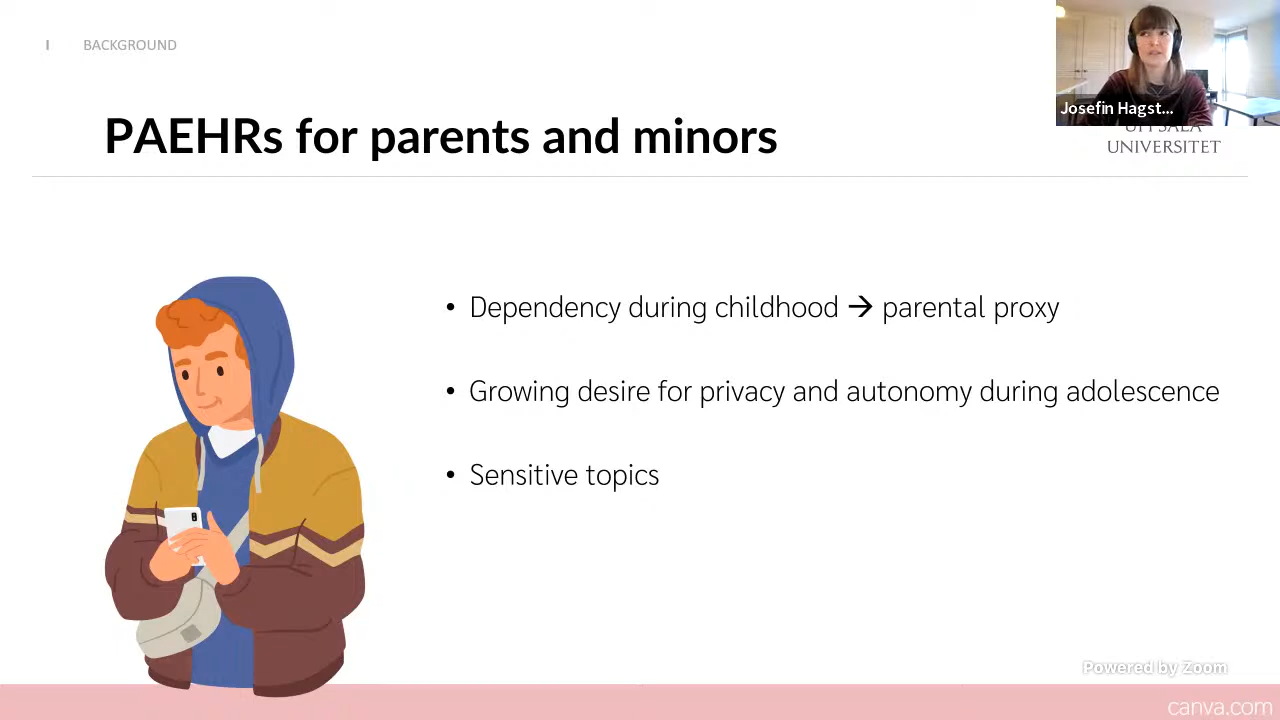 I BACKGROUND
Josefin Hagst...
PAEHRs for parents and minors
UPPSALA
UNIVERSITET
• Dependency during childhood → parental proxy
• Growing desire for privacy and autonomy during adolescence
• Sensitive topics
Powered by Zoom
canva.com